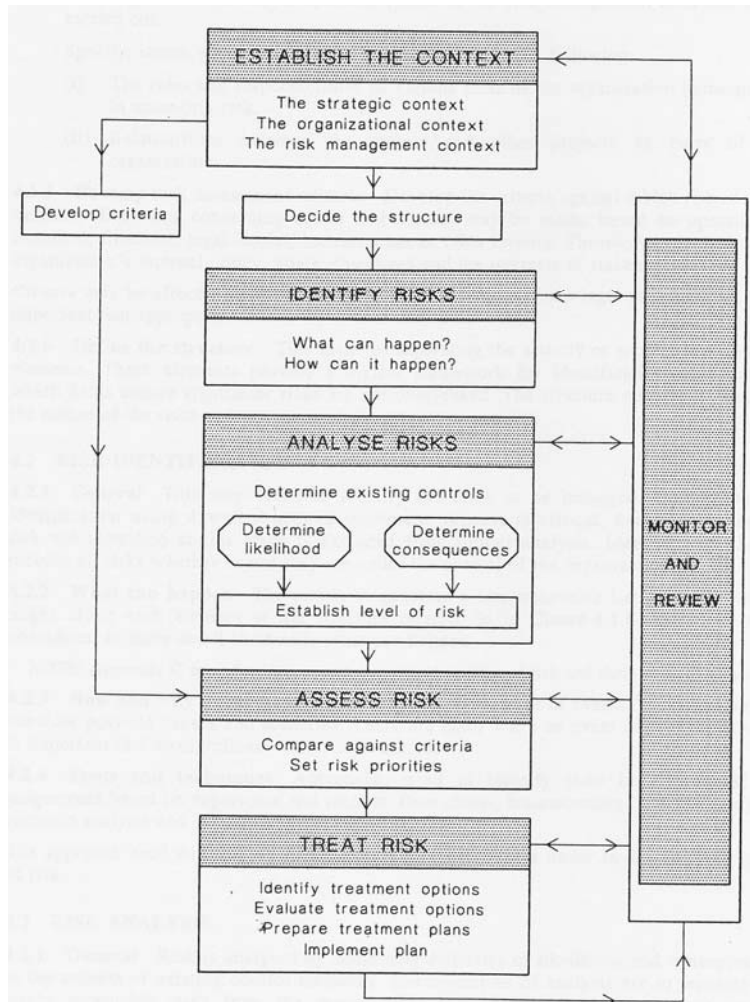 ESTABLISH THE CONTEXT
The strategic context
The organizational context
The risk management context
Develop criteria
Decide the structure
IDENTIFY RISKS
What can happen?
How can it happen?
ANALYSE RISKS
Determine existing controls
Determine
likelihood
Determine
consequences
Establish level of risk
ASSESS RISK
Compare against criteria
Set risk priorities
TREAT RISK
Identify treatment options
Evaluate treatment options
Prepare treatment plans
Implement plan
MONITOR
AND
REVIEW